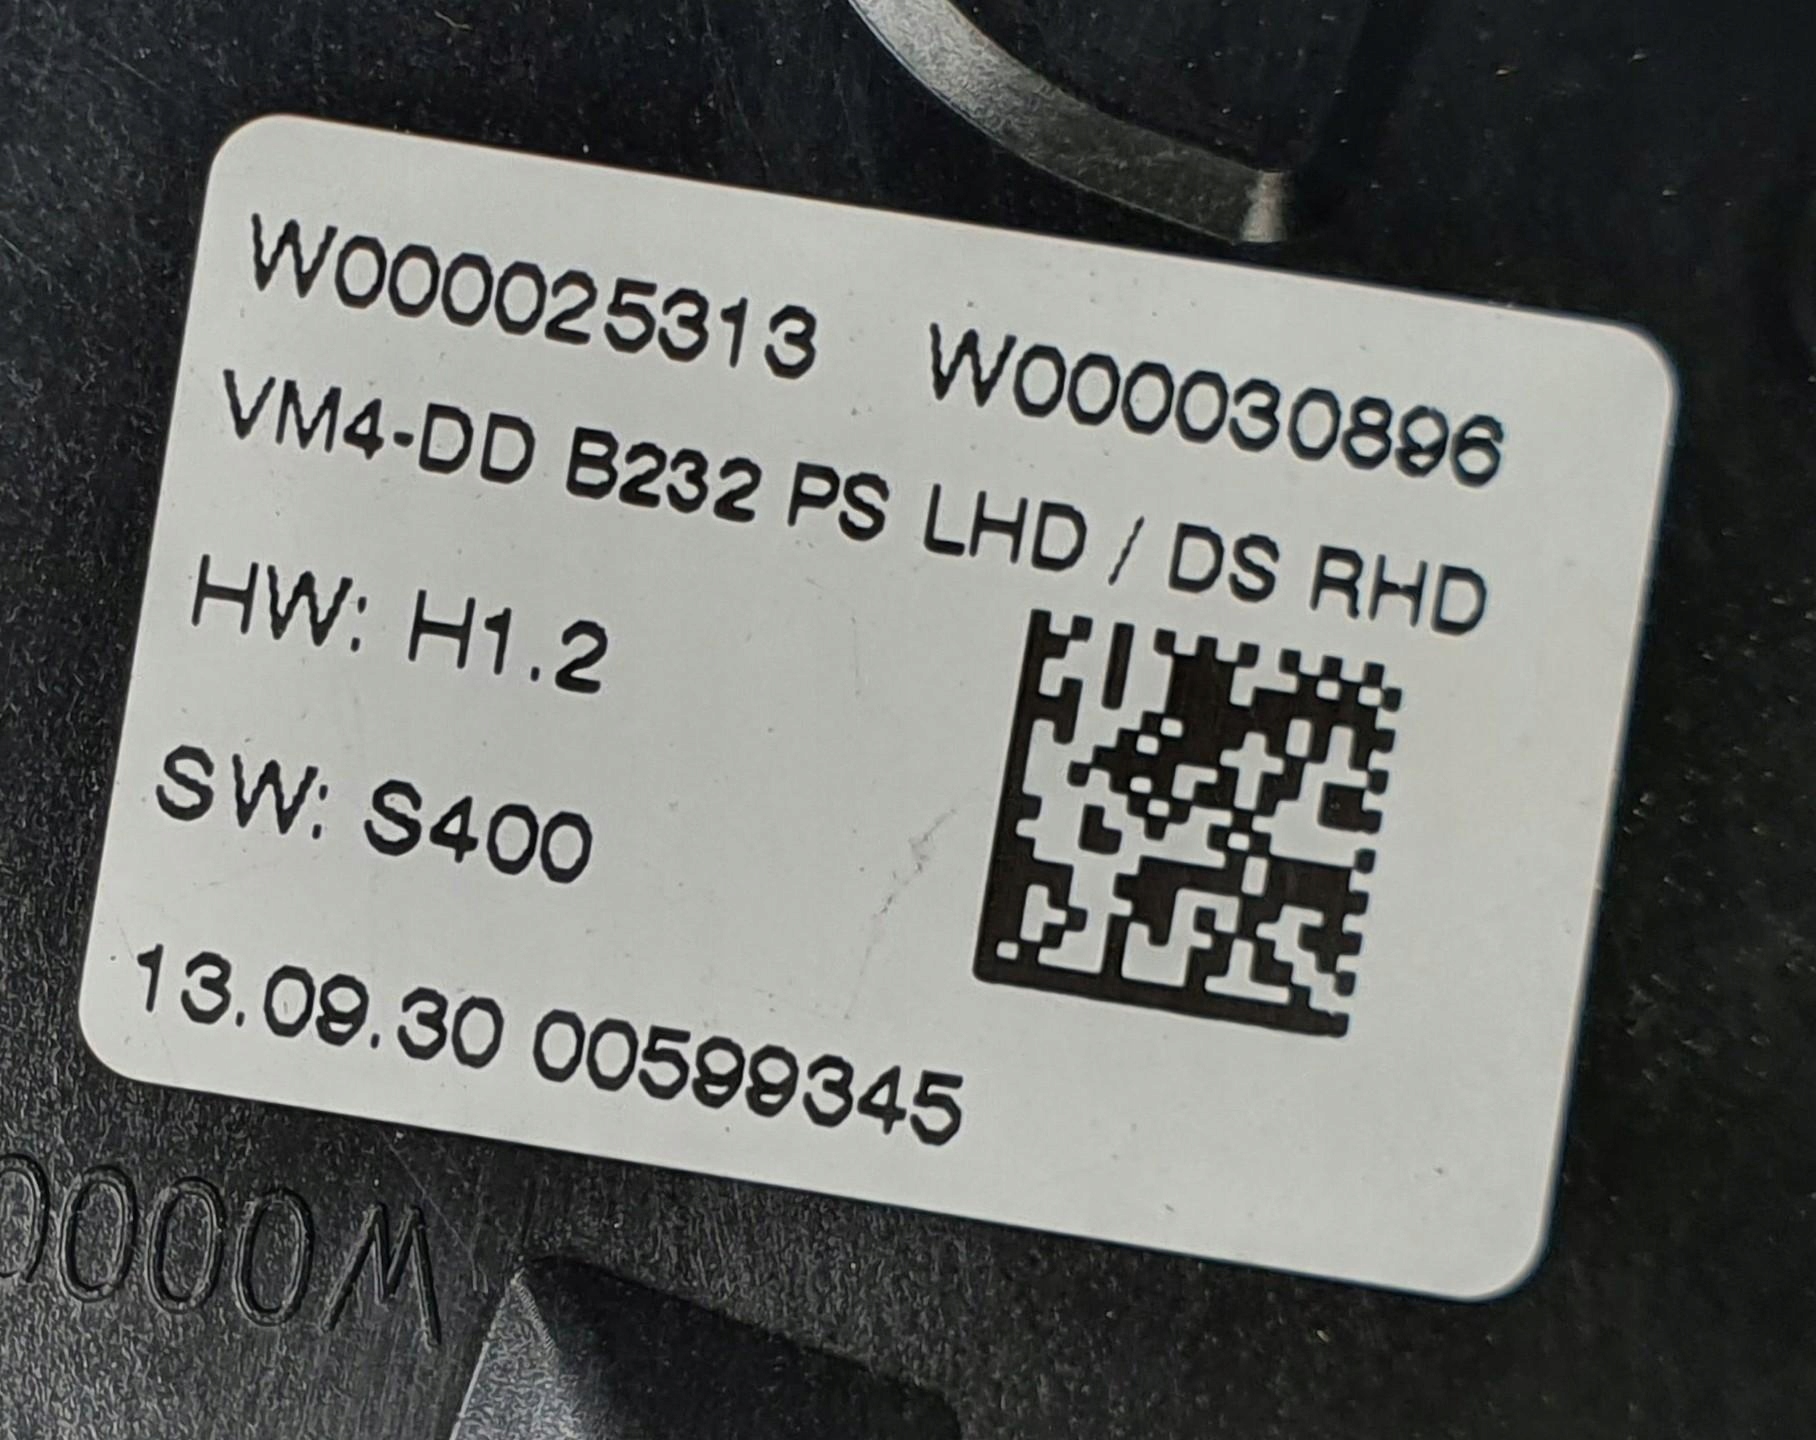 W000025313 W000030896
VM4-DD B232 PS LHD / DS RHD
HW: H1.2
SW: S400
13.09.30 00599345